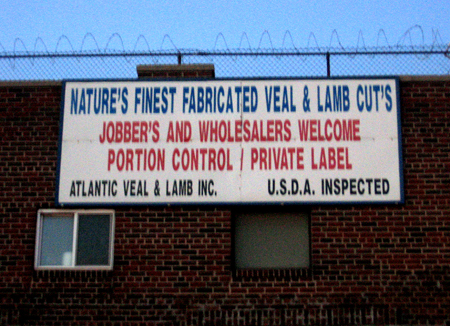 NATURE'S FINEST FABRICATED VEAL & LAMB CUT'S
JOBBER'S AND WHOLESALERS WELCOME
PORTION CONTROL / PRIVATE LABEL
ATLANTIC VEAL & LAMB INC. U.S.D.A. INSPECTED